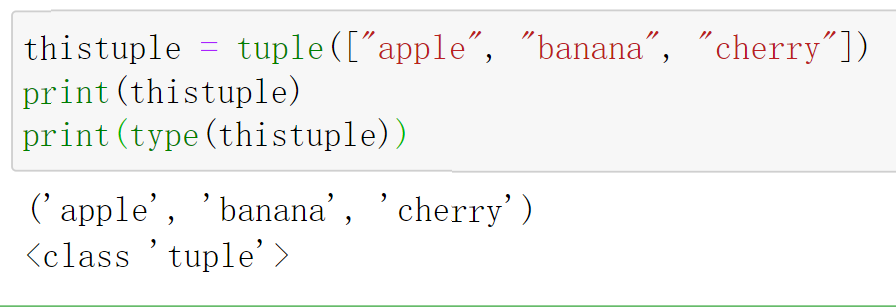 thistuple = tuple(["apple", "banana", "cherry"])
print(thistuple)
print(type(thistuple))
('apple', 'banana', 'cherry')
<class 'tuple'>